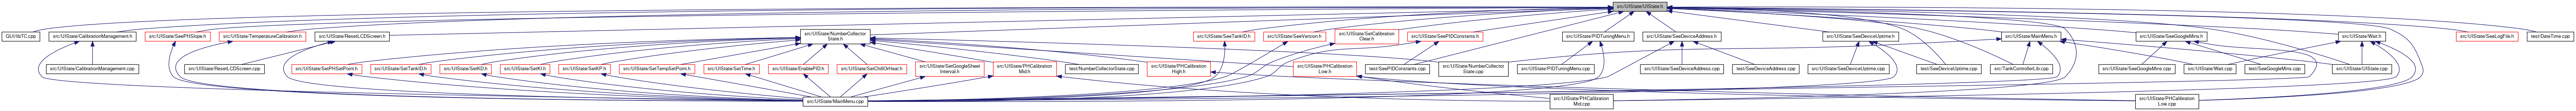 src/UIState/UIState.h
GUI/libTC.cpp
src/UIState/CalibrationManagement.h
src/UIState/SeePHSlope.h
src/UIState/TemperatureCalibration.h
src/UIState/ResetLCDScreen.h
src/UIState/NumberCollector
State.h
src/UIState/SeeTankID.h
src/UIState/SeeVersion.h
src/UIState/SetCalibration
Clear.h
src/UIState/SeePIDConstants.h
src/UIState/PIDTuningMenu.h
src/UIState/SeeDeviceAddress.h
src/UIState/SeeDeviceUptime.h
src/UIState/MainMenu.h
src/UIState/SeeGoogleMins.h
src/UIState/Wait.h
src/UIState/SeeLogFile.h
test/DateTime.cpp
src/UIState/CalibrationManagement.cpp
src/UIState/ResetLCDScreen.cpp
src/UIState/SetPHSetPoint.h
src/UIState/SetTankID.h
src/UIState/SetKD.h
src/UIState/SetKI.h
src/UIState/SetKP.h
src/UIState/SetTempSetPoint.h
src/UIState/SetTime.h
src/UIState/EnablePID.h
src/UIState/SetChillOrHeat.h
src/UIState/SetGoogleSheet
Interval.h
src/UIState/PHCalibration
Mid.h
test/NumberCollectorState.cpp
src/UIState/PHCalibration
High.h
src/UIState/PHCalibration
Low.h
test/SeePIDConstants.cpp
src/UIState/NumberCollector
State.cpp
src/UIState/PIDTuningMenu.cpp
src/UIState/SeeDeviceAddress.cpp
test/SeeDeviceAddress.cpp
src/UIState/SeeDeviceUptime.cpp
test/SeeDeviceUptime.cpp
src/TankControllerLib.cpp
src/UIState/SeeGoogleMins.cpp
src/UIState/Wait.cpp
test/SeeGoogleMins.cpp
src/UIState/UIState.cpp
src/UIState/MainMenu.cpp
src/UIState/PHCalibration
Mid.cpp
src/UIState/PHCalibration
Low.cpp